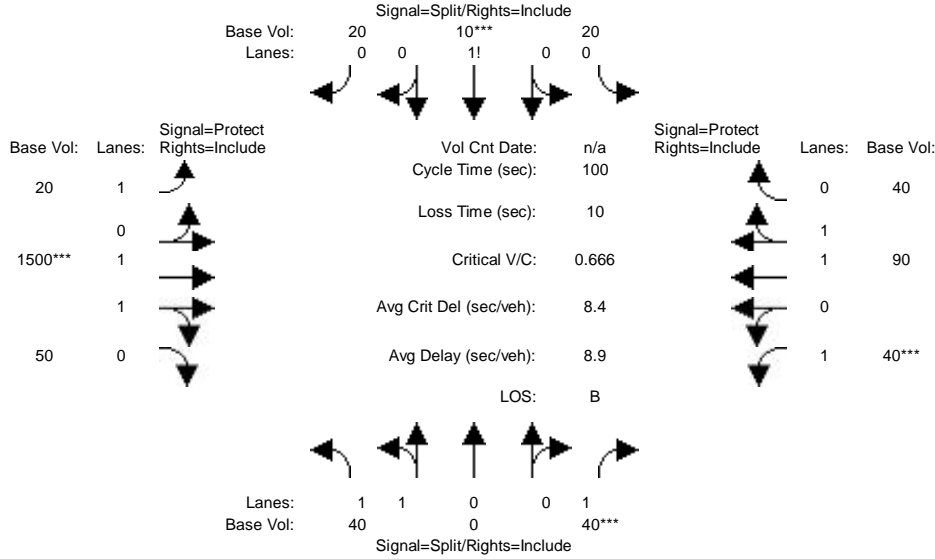 Signal=Split/Rights=Include
Base Vol: 20 10*** 20
Lanes: 0 0 1! 0 0
Signal=Protect Signal=Protect
Base Vol: Lanes: Rights=Include Vol Cnt Date: n/a Rights=Include Lanes: Base Vol:
Cycle Time (sec): 100
20 1 0 40
Loss Time (sec): 10
0 1
1500*** 1 Critical V/C: 0.666 1 90
1 Avg Crit Del (sec/veh): 8.4 0
50 0 Avg Delay (sec/veh): 8.9 1 40***
LOS: B
Lanes: 1 1 0 0 1
Base Vol: 40 0 40***
Signal=Split/Rights=Include